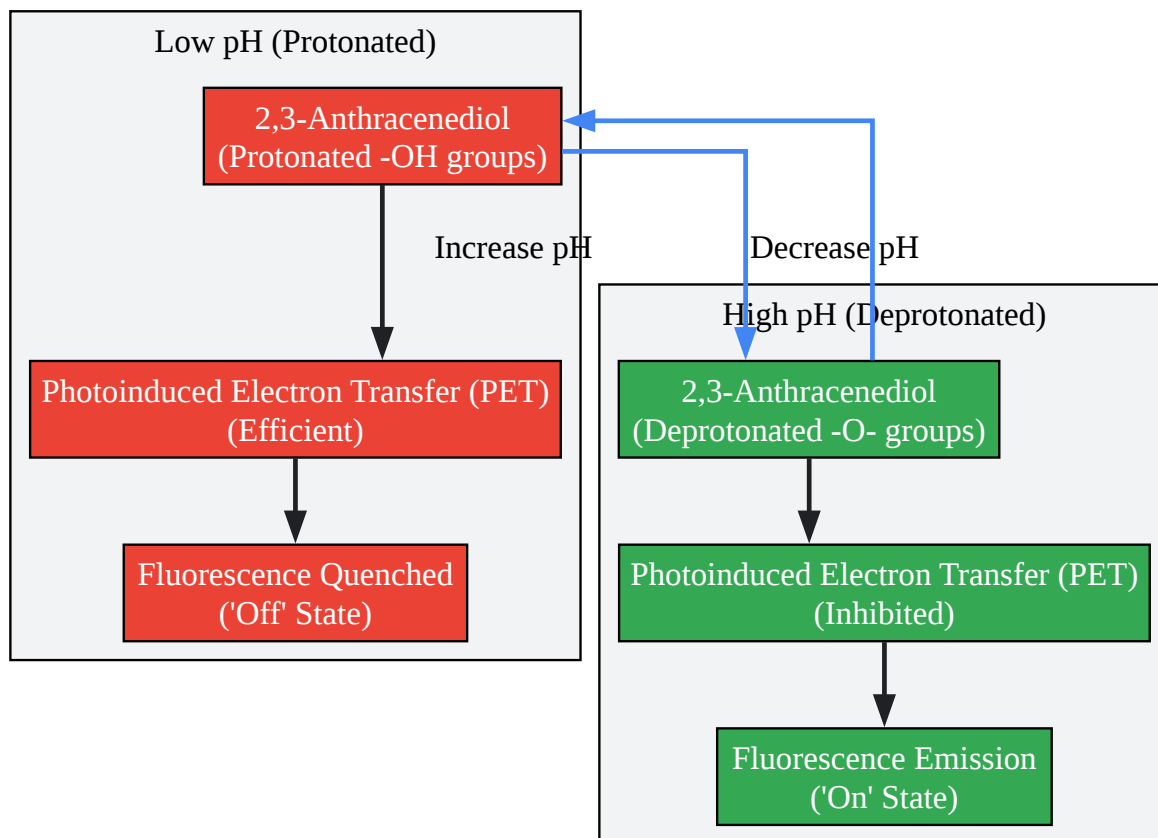 Low pH (Protonated)
2,3-Anthracenediol
(Protonated -OH groups)
Increase pH
Decrease pH
High pH (Deprotonated)
Photoinduced Electron Transfer (PET)
(Efficient)
2,3-Anthracenediol
(Deprotonated -O- groups)
Fluorescence Quenched
('Off' State)
Photoinduced Electron Transfer (PET)
(Inhibited)
Fluorescence Emission
('On' State)